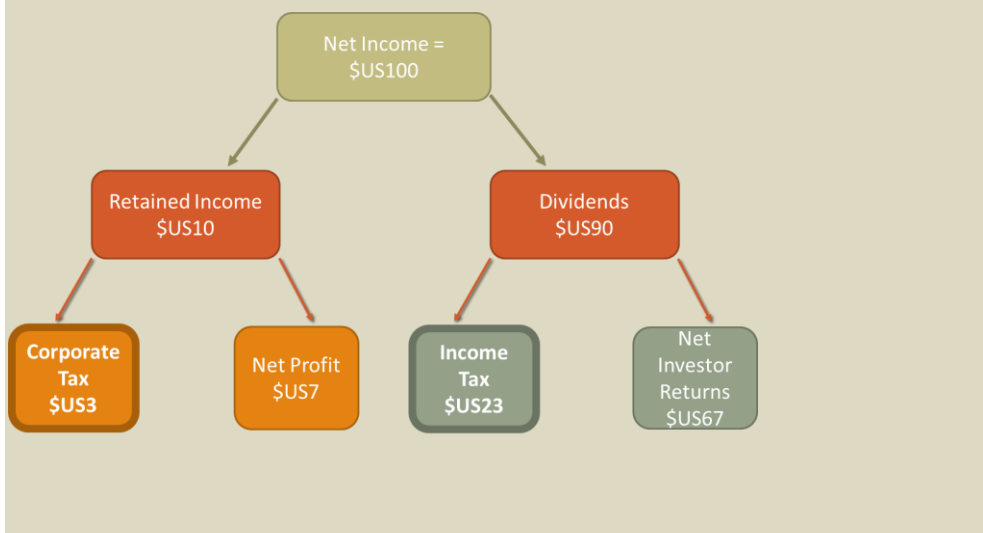 Net Income =
$US100
Retained Income
$US10
Dividends
$US90
Corporate
Tax
$US3
Net Profit
$US7
Income
Tax
$US23
Net
Investor
Returns
$US67